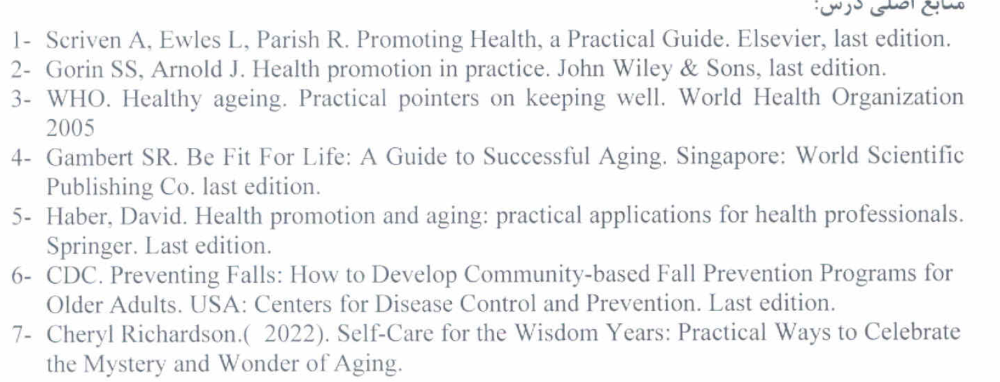 منابع اصلی درس:
1- Scriven A, Ewles L, Parish R. Promoting Health, a Practical Guide. Elsevier, last edition.
2- Gorin SS, Arnold J. Health promotion in practice. John Wiley & Sons, last edition.
3- WHO. Healthy ageing. Practical pointers on keeping well. World Health Organization
2005
4- Gambert SR. Be Fit For Life: A Guide to Successful Aging. Singapore: World Scientific
Publishing Co. last edition.
5- Haber, David. Health promotion and aging: practical applications for health professionals.
Springer. Last edition.
6- CDC. Preventing Falls: How to Develop Community-based Fall Prevention Programs for
Older Adults. USA: Centers for Disease Control and Prevention. Last edition.
7- Cheryl Richardson.( 2022). Self-Care for the Wisdom Years: Practical Ways to Celebrate
the Mystery and Wonder of Aging.